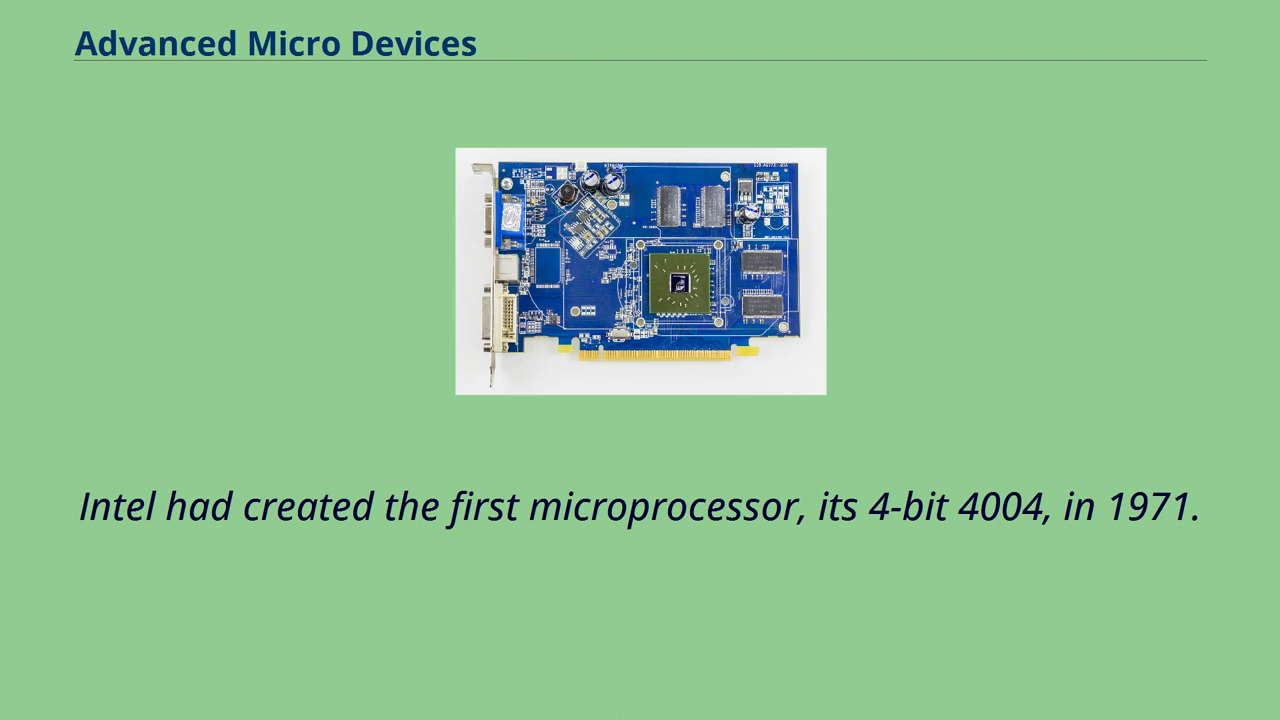 Advanced Micro Devices
Intel had created the first microprocessor, its 4-bit 4004, in 1971.